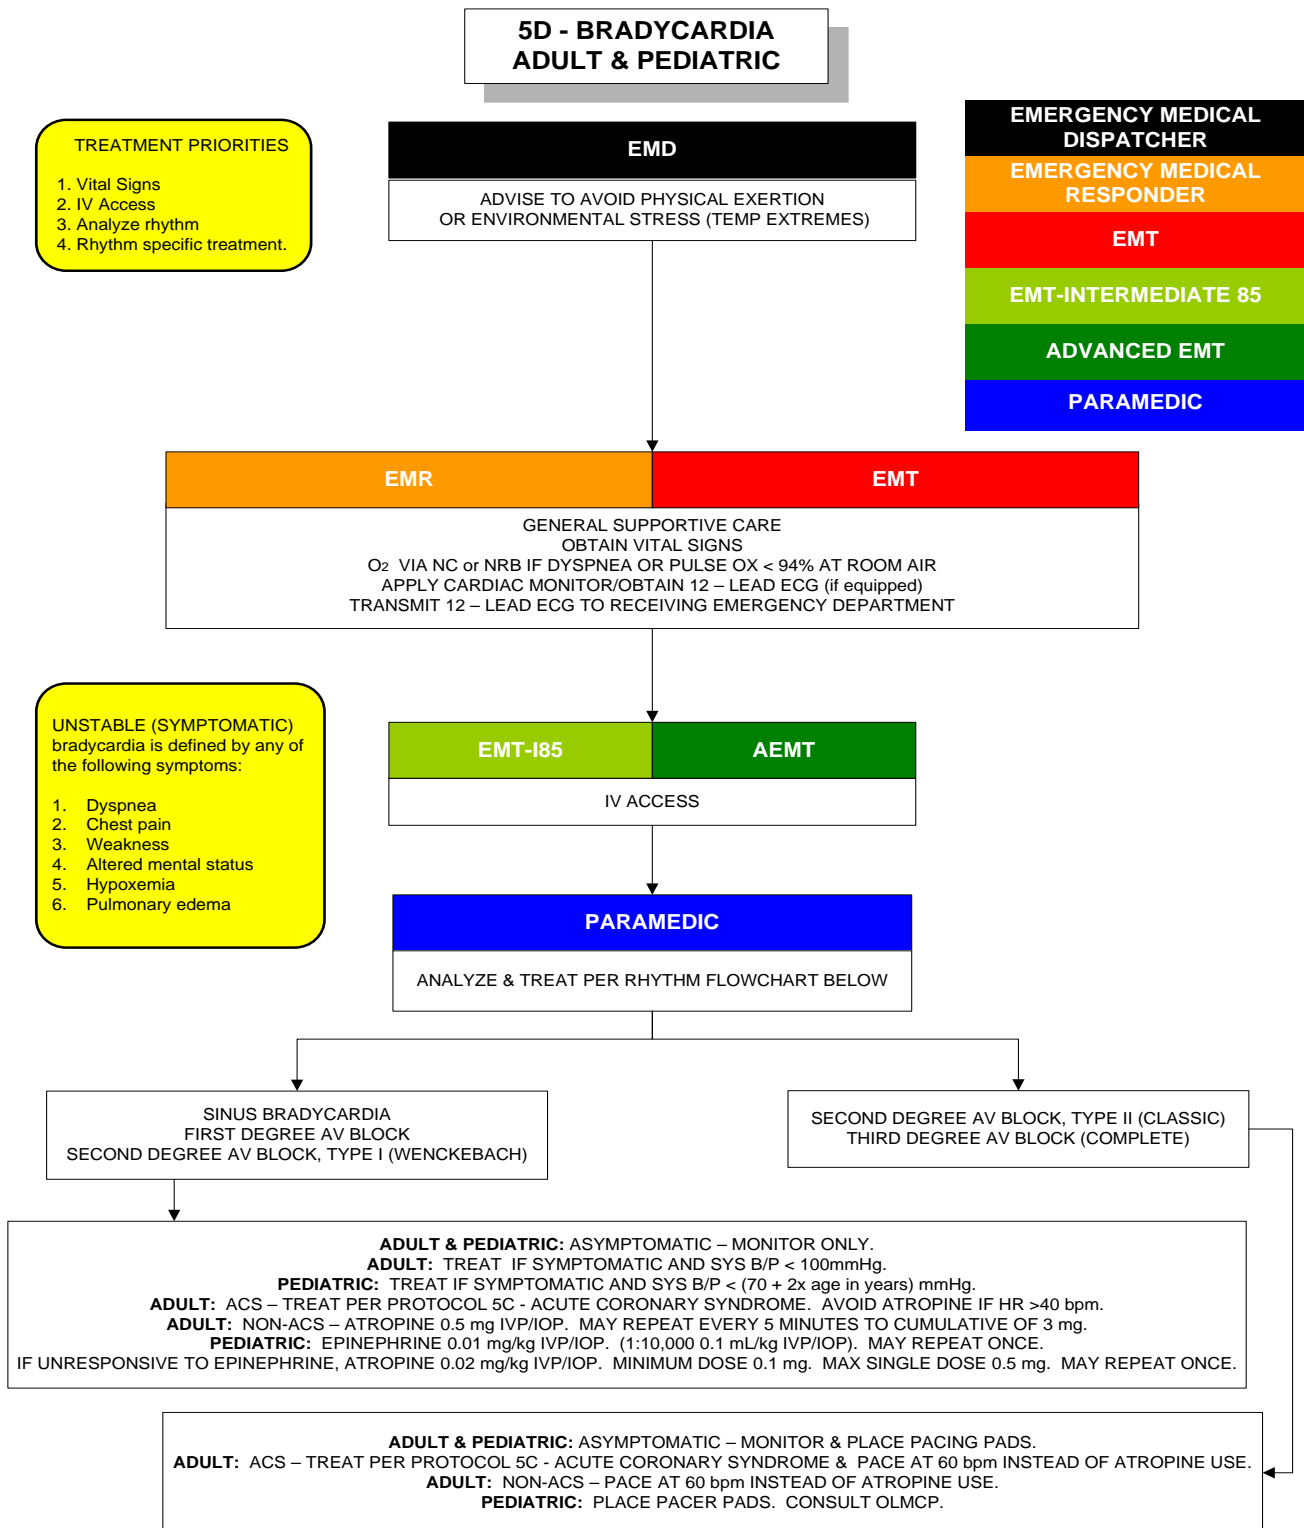 5D - BRADYCARDIA
ADULT & PEDIATRIC
TREATMENT PRIORITIES
1. Vital Signs
2. IV Access
3. Analyze rhythm
4. Rhythm specific treatment.
EMD
ADVISE TO AVOID PHYSICAL EXERTION
OR ENVIRONMENTAL STRESS (TEMP EXTREMES)
EMERGENCY MEDICAL
DISPATCHER
EMERGENCY MEDICAL
RESPONDER
EMT
EMT-INTERMEDIATE 85
ADVANCED EMT
PARAMEDIC
EMR
EMT
GENERAL SUPPORTIVE CARE
OBTAIN VITAL SIGNS
O2 VIA NC or NRB IF DYSPNEA OR PULSE OX < 94% AT ROOM AIR
APPLY CARDIAC MONITOR/OBTAIN 12 – LEAD ECG (if equipped)
TRANSMIT 12 – LEAD ECG TO RECEIVING EMERGENCY DEPARTMENT
UNSTABLE (SYMPTOMATIC)
bradycardia is defined by any of
the following symptoms:
1. Dyspnea
2. Chest pain
3. Weakness
4. Altered mental status
5. Hypoxemia
6. Pulmonary edema
EMT-I85
AEMT
IV ACCESS
PARAMEDIC
ANALYZE & TREAT PER RHYTHM FLOWCHART BELOW
SINUS BRADYCARDIA
FIRST DEGREE AV BLOCK
SECOND DEGREE AV BLOCK, TYPE I (WENCKEBACH)
SECOND DEGREE AV BLOCK, TYPE II (CLASSIC)
THIRD DEGREE AV BLOCK (COMPLETE)
ADULT & PEDIATRIC: ASYMPTOMATIC – MONITOR ONLY.
ADULT: TREAT IF SYMPTOMATIC AND SYS B/P < 100mmHg.
PEDIATRIC: TREAT IF SYMPTOMATIC AND SYS B/P < (70 + 2x age in years) mmHg.
ADULT: ACS – TREAT PER PROTOCOL 5C - ACUTE CORONARY SYNDROME. AVOID ATROPINE IF HR >40 bpm.
ADULT: NON-ACS – ATROPINE 0.5 mg IVP/IOP. MAY REPEAT EVERY 5 MINUTES TO CUMULATIVE OF 3 mg.
PEDIATRIC: EPINEPHRINE 0.01 mg/kg IVP/IOP. (1:10,000 0.1 mL/kg IVP/IOP). MAY REPEAT ONCE.
IF UNRESPONSIVE TO EPINEPHRINE, ATROPINE 0.02 mg/kg IVP/IOP. MINIMUM DOSE 0.1 mg. MAX SINGLE DOSE 0.5 mg. MAY REPEAT ONCE.
ADULT & PEDIATRIC: ASYMPTOMATIC – MONITOR & PLACE PACING PADS.
ADULT: ACS – TREAT PER PROTOCOL 5C - ACUTE CORONARY SYNDROME & PACE AT 60 bpm INSTEAD OF ATROPINE USE.
ADULT: NON-ACS – PACE AT 60 bpm INSTEAD OF ATROPINE USE.
PEDIATRIC: PLACE PACER PADS. CONSULT OLMCP.